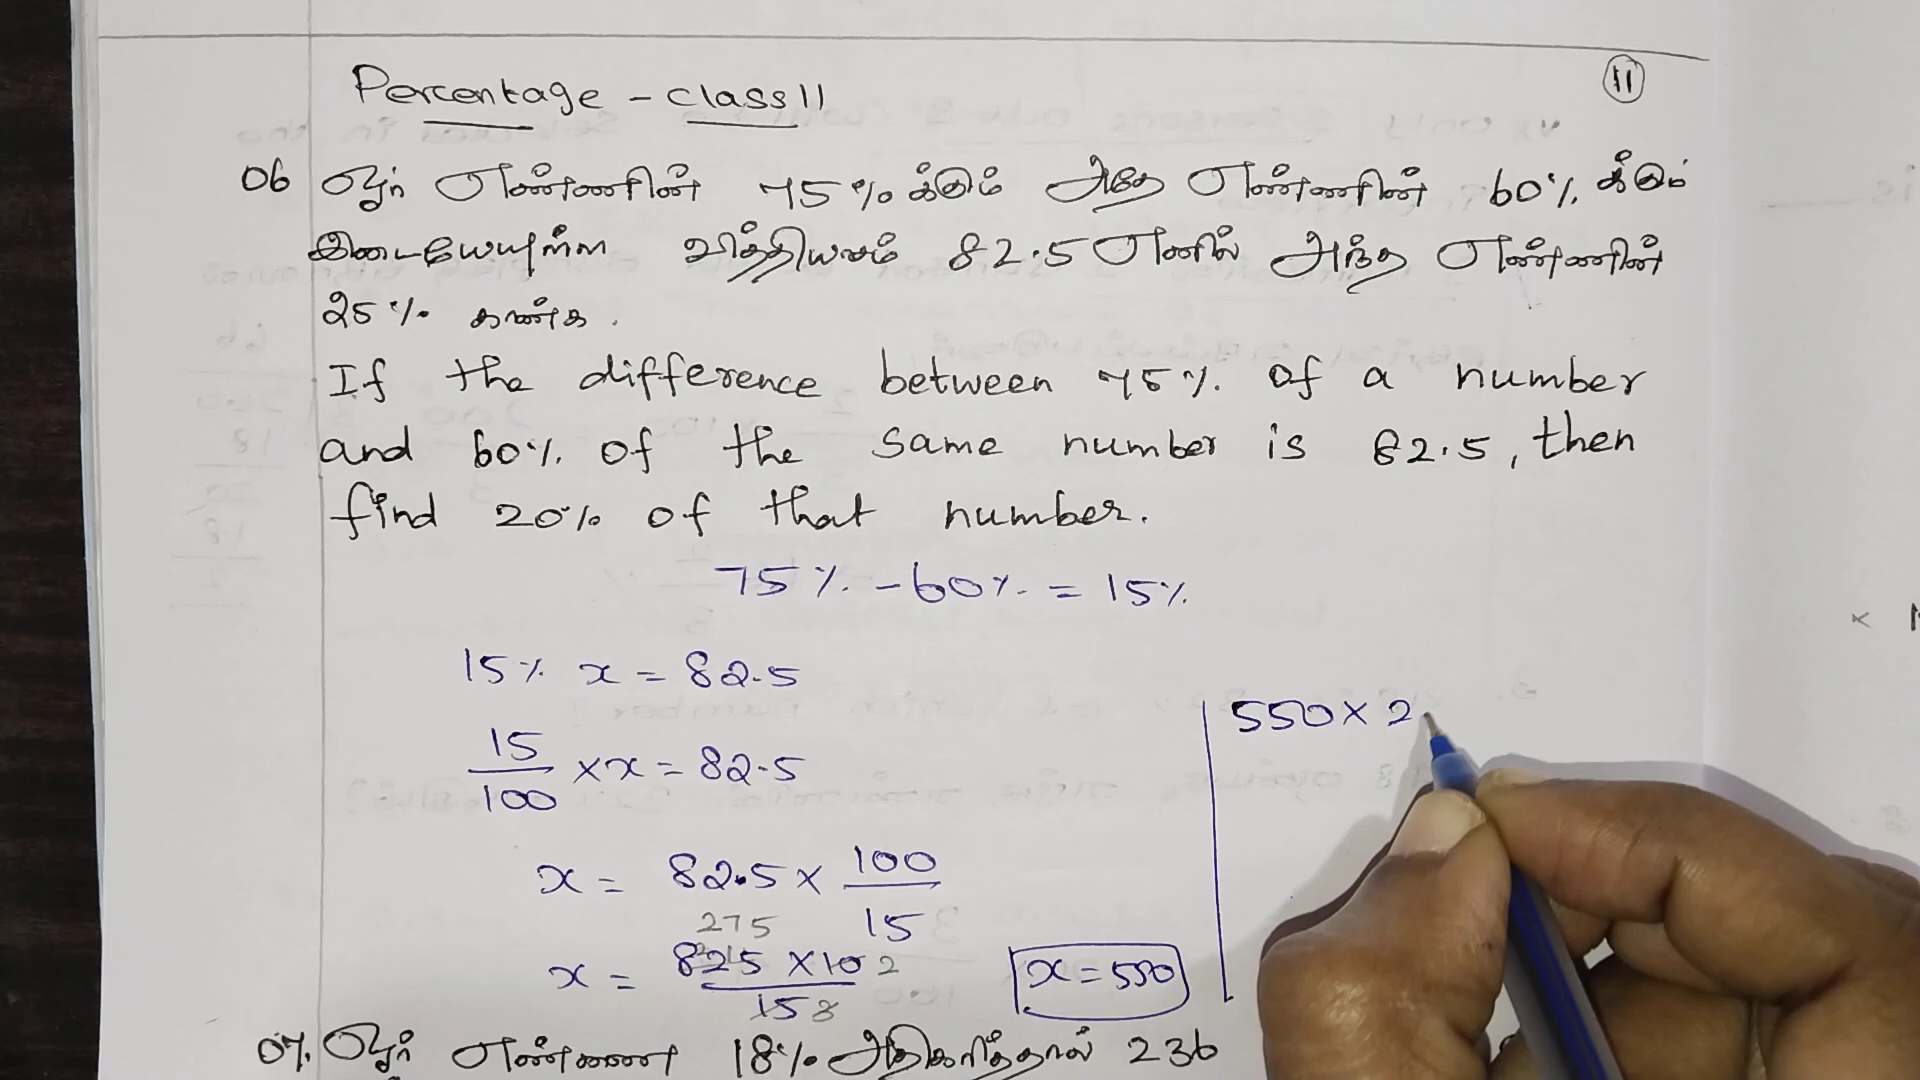 Percentage - class 11
11
06 ஓர் எண்ணின் 75% க்கும் அதே எண்ணின் 60% க்கும்
இடையேயுள்ள வித்தியாசம் 82.5 எனில் அந்த எண்ணின்
25% காண்க.
If the difference between 75% of a number
and 60% of the same number is 82.5, then
find 20% of that number.
75% - 60% = 15%
15% x = 82.5
15/100 × x = 82.5
x = 82.5 × 100/15
275
x = 825 × 10 2 / 15 3
x = 550
550 × 2
07. ஓர் எண்ணை 18% அதிகரித்தால் 236